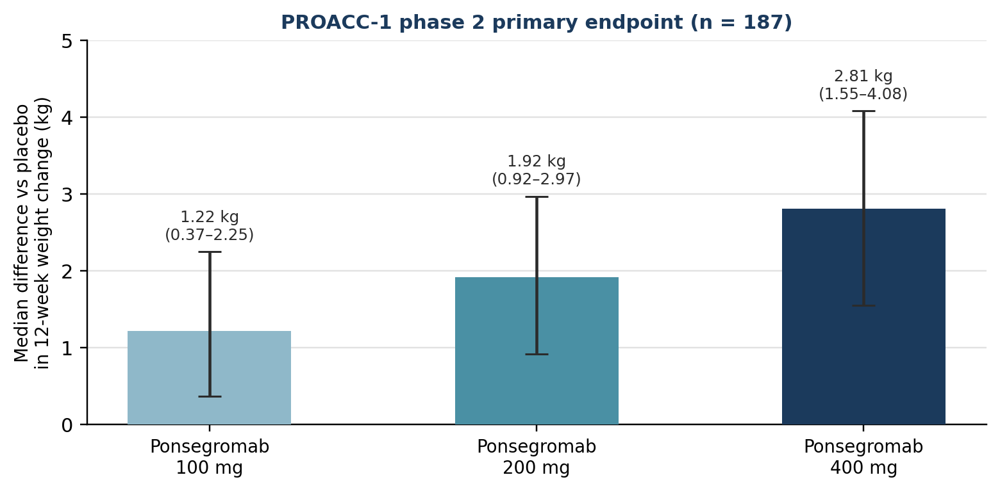 PROACC-1 phase 2 primary endpoint (n = 187)
Median difference vs placebo
in 12-week weight change (kg)
5
4
3
2
1
0
1.22 kg
(0.37–2.25)
1.92 kg
(0.92–2.97)
2.81 kg
(1.55–4.08)
Ponsegromab
100 mg
Ponsegromab
200 mg
Ponsegromab
400 mg